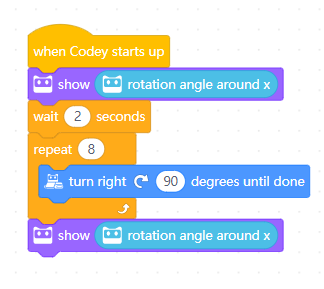 when Codey starts up
show rotation angle around x
wait 2 seconds
repeat 8
turn right 90 degrees until done
show rotation angle around x